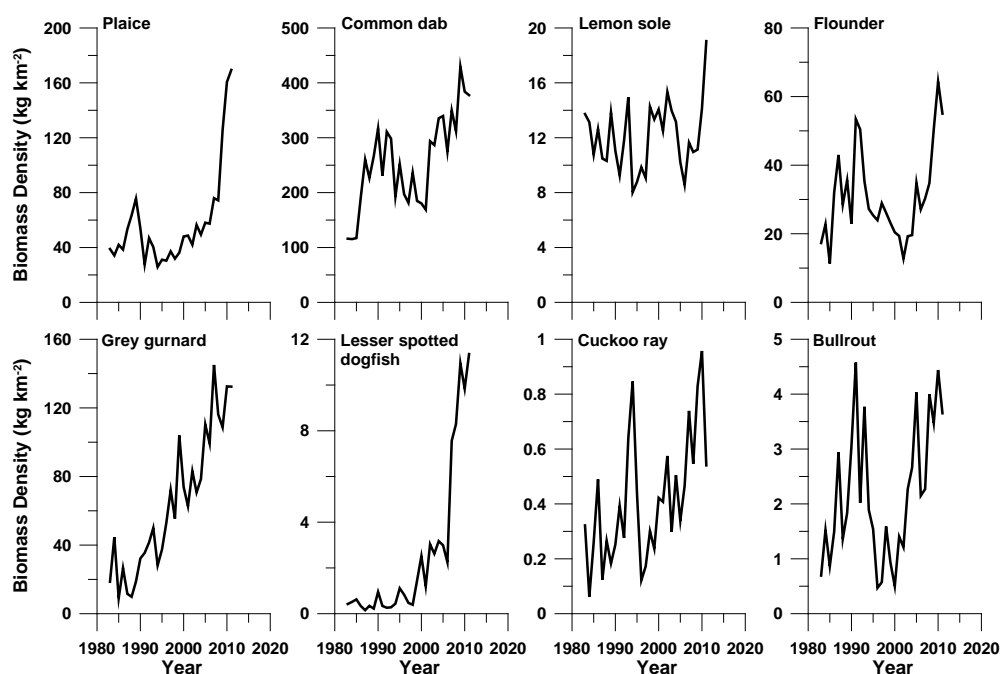 Plaice
Common dab
Lemon sole
Flounder
Biomass Density (kg km-2)
200
160
120
80
40
0
500
400
300
200
100
0
20
16
12
8
4
0
80
60
40
20
0
Grey gurnard
Lesser spotted
dogfish
Cuckoo ray
Bullrout
Biomass Density (kg km-2)
160
120
80
40
0
12
8
4
0
1
0.8
0.6
0.4
0.2
0
5
4
3
2
1
0
1980 1990 2000 2010 2020
1980 1990 2000 2010 2020
1980 1990 2000 2010 2020
1980 1990 2000 2010 2020
Year
Year
Year
Year